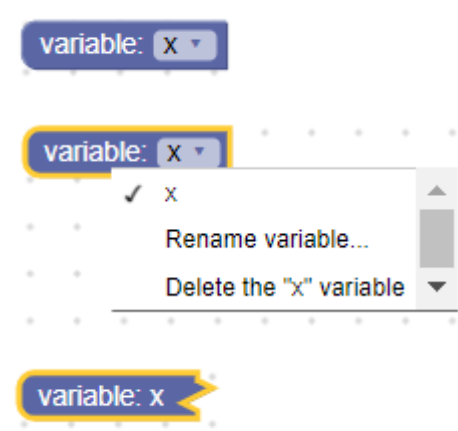 variable: x
variable: x
x
Rename variable...
Delete the "x" variable
variable: x